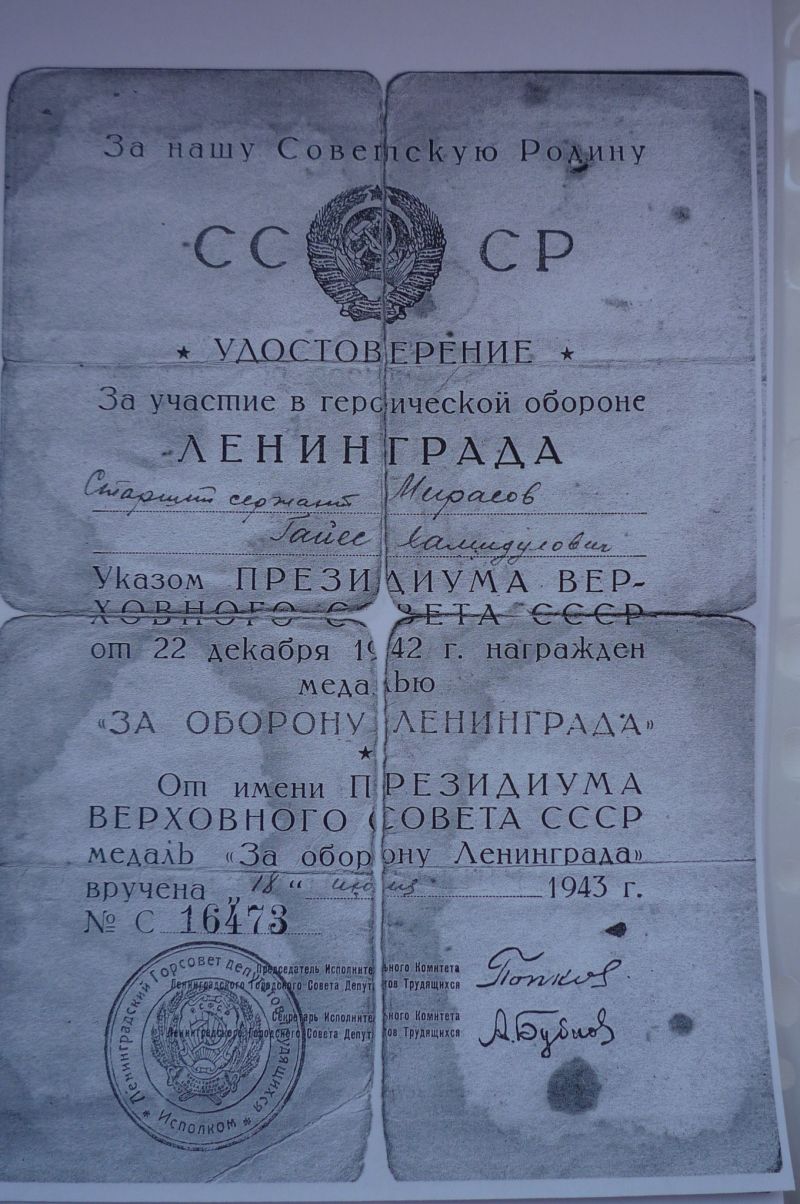 За нашу Советскую Родину
СССР
★ УДОСТОВЕРЕНИЕ ★
За участие в героической обороне
ЛЕНИНГРАДА
Старший сержант Мирасов
Гайес Хамидулович
Указом ПРЕЗИДИУМА ВЕР-
ХОВНОГО СОВЕТА СССР
от 22 декабря 1942 г. награжден
медалью
«ЗА ОБОРОНУ ЛЕНИНГРАДА»
★
От имени ПРЕЗИДИУМА
ВЕРХОВНОГО СОВЕТА СССР
медаль «За оборону Ленинграда»
вручена „18“ 1943 г.
№ С 16473
Председатель Исполнительного Комитета
Ленинградского Городского Совета Депутатов Трудящихся
Попков
Секретарь Исполнительного Комитета
Ленинградского Городского Совета Депутатов Трудящихся
А.Бубнов
Ленинградский Горсовет депутатов трудящихся
★ Исполком ★